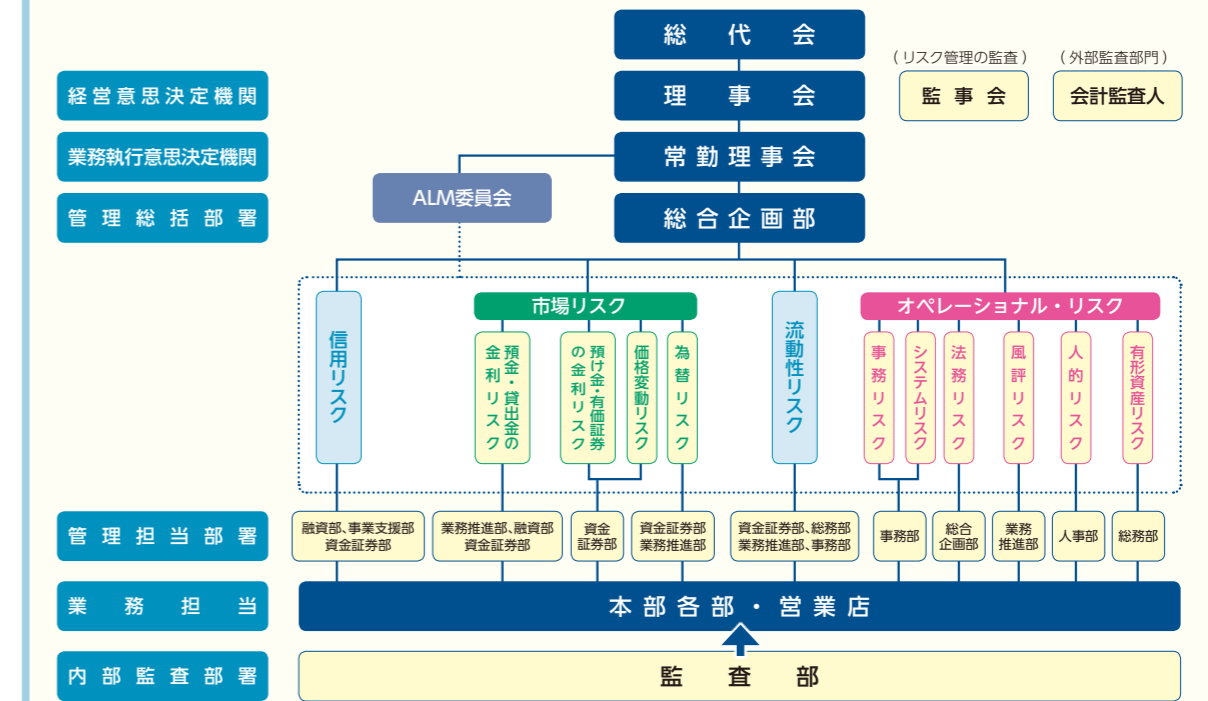 総代会
(リスク管理の監査)
(外部監査部門)
経営意思決定機関
理事会
監事会
会計監査人
業務執行意思決定機関
常勤理事会
ALM委員会
管理総括部署
総合企画部
信用リスク
市場リスク
預金・貸出金の
金利リスク
預け金・有価証券
の金利リスク
価格変動リスク
為替リスク
流動性リスク
オペレーショナル・リスク
事務リスク
システムリスク
法務リスク
風評リスク
人的リスク
有形資産リスク
管理担当部署
融資部、事業支援部
資金証券部
業務推進部、融資部
資金証券部
資金
証券部
資金証券部
業務推進部
資金証券部、総務部
業務推進部、事務部
事務部
総合
企画部
業務
推進部
人事部
総務部
業務担当
本部各部・営業店
内部監査部署
監査部